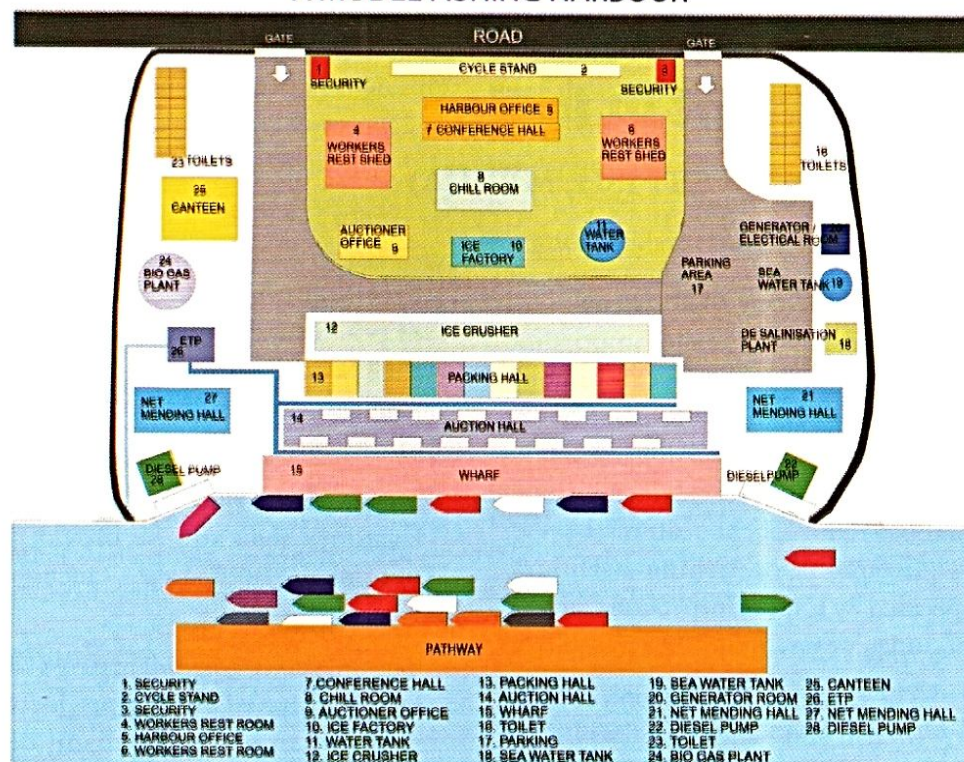 FISHING HARBOUR
GATE
ROAD
GATE
1
SECURITY
CYCLE STAND 2
3
SECURITY
HARBOUR OFFICE 5
7 CONFERENCE HALL
4
WORKERS
REST SHED
6
WORKERS
REST SHED
23 TOILETS
16
TOILETS
8
CHILL ROOM
25
CANTEEN
AUCTIONER
OFFICE 9
ICE 10
FACTORY
11
WATER
TANK
GENERATOR / 20
ELECTICAL ROOM
24
BIO GAS
PLANT
PARKING
AREA
17
SEA
WATER TANK 19
12 ICE CRUSHER
ETP
26
DE SALINISATION
PLANT 18
13 PACKING HALL
NET 27
MENDING HALL
NET 21
MENDING HALL
14 AUCTION HALL
DIESEL PUMP
28
15 WHARF
22
DIESEL PUMP
PATHWAY
1. SECURITY
2. CYCLE STAND
3. SECURITY
4. WORKERS REST ROOM
5. HARBOUR OFFICE
6. WORKERS REST ROOM
7. CONFERENCE HALL
8. CHILL ROOM
9. AUCTIONER OFFICE
10. ICE FACTORY
11. WATER TANK
12. ICE CRUSHER
13. PACKING HALL
14. AUCTION HALL
15. WHARF
16. TOILET
17. PARKING
18. SEA WATER TANK
19. SEA WATER TANK
20. GENERATOR ROOM
21. NET MENDING HALL
22. DIESEL PUMP
23. TOILET
24. BIO GAS PLANT
25. CANTEEN
26. ETP
27. NET MENDING HALL
28. DIESEL PUMP